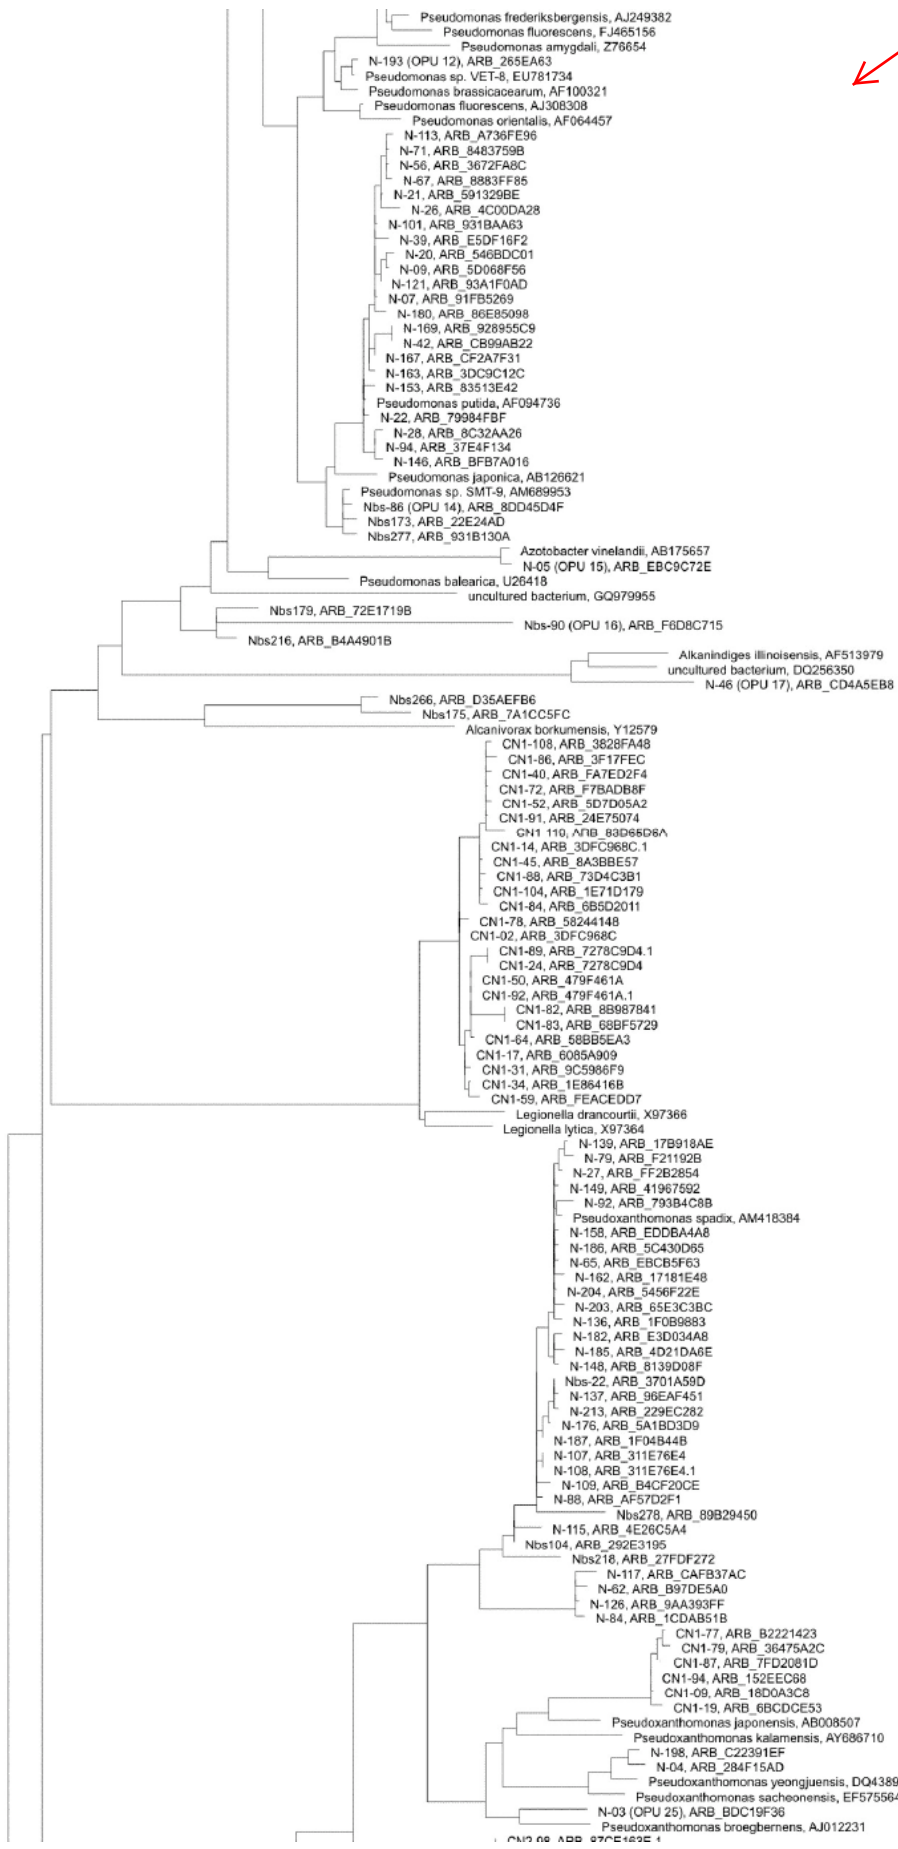 Pseudomonas frederiksbergensis, AJ249382
Pseudomonas fluorescens, FJ465156
Pseudomonas amygdali, Z76654
N-193 (OPU 12), ARB_265EA63
Pseudomonas sp. VET-8, EU781734
Pseudomonas brassicacearum, AF100321
Pseudomonas fluorescens, AJ308308
Pseudomonas orientalis, AF064457
N-113, ARB_A736FE96
N-71, ARB_8483759B
N-56, ARB_3672FA8C
N-67, ARB_8883FF85
N-21, ARB_591329BE
N-26, ARB_4C00DA28
N-101, ARB_931BAA63
N-39, ARB_E5DF16F2
N-20, ARB_546BDC01
N-09, ARB_5D068F56
N-121, ARB_93A1F0AD
N-07, ARB_91FB5269
N-180, ARB_86E85098
N-169, ARB_928955C9
N-42, ARB_CB99AB22
N-167, ARB_CF2A7F31
N-163, ARB_3DC9C12C
N-153, ARB_83513E42
Pseudomonas putida, AF094736
N-22, ARB_79984FBF
N-28, ARB_8C32AA26
N-94, ARB_37E4F134
N-146, ARB_BFB7A016
Pseudomonas japonica, AB126621
Pseudomonas sp. SMT-9, AM689953
Nbs-86 (OPU 14), ARB_8DD45D4F
Nbs173, ARB_22E24AD
Nbs277, ARB_931B130A
Azotobacter vinelandii, AB175657
N-05 (OPU 15), ARB_EBC9C72E
Pseudomonas balearica, U26418
uncultured bacterium, GQ979955
Nbs179, ARB_72E1719B
Nbs-90 (OPU 16), ARB_F6D8C715
Nbs216, ARB_B4A4901B
Alkanindiges illinoisensis, AF513979
uncultured bacterium, DQ256350
N-46 (OPU 17), ARB_CD4A5EB8
Nbs266, ARB_D35AEFB6
Nbs175, ARB_7A1CC5FC
Alcanivorax borkumensis, Y12579
CN1-108, ARB_3828FA48
CN1-86, ARB_3F17FEC
CN1-40, ARB_FA7ED2F4
CN1-72, ARB_F7BADB8F
CN1-52, ARB_5D7D05A2
CN1-91, ARB_24E75074
CN1-110, ARB_83D65D6A
CN1-14, ARB_3DFC968C.1
CN1-45, ARB_8A3BBE57
CN1-88, ARB_73D4C3B1
CN1-104, ARB_1E71D179
CN1-84, ARB_6B5D2011
CN1-78, ARB_58244148
CN1-02, ARB_3DFC968C
CN1-89, ARB_7278C9D4.1
CN1-24, ARB_7278C9D4
CN1-50, ARB_479F461A
CN1-92, ARB_479F461A.1
CN1-82, ARB_8B987841
CN1-83, ARB_68BF5729
CN1-64, ARB_58BB5EA3
CN1-17, ARB_6085A909
CN1-31, ARB_9C5986F9
CN1-34, ARB_1E86416B
CN1-59, ARB_FEACEDD7
Legionella drancourtii, X97366
Legionella lytica, X97364
N-139, ARB_17B918AE
N-79, ARB_F21192B
N-27, ARB_FF2B2854
N-149, ARB_41967592
N-92, ARB_793B4C8B
Pseudoxanthomonas spadix, AM418384
N-158, ARB_EDDBA4A8
N-186, ARB_5C430D65
N-65, ARB_EBCB5F63
N-162, ARB_17181E48
N-204, ARB_5456F22E
N-203, ARB_65E3C3BC
N-136, ARB_1F0B9883
N-182, ARB_E3D034A8
N-185, ARB_4D21DA6E
N-148, ARB_8139D08F
Nbs-22, ARB_3701A59D
N-137, ARB_96EAF451
N-213, ARB_229EC282
N-176, ARB_5A1BD3D9
N-187, ARB_1F04B44B
N-107, ARB_311E76E4
N-108, ARB_311E76E4.1
N-109, ARB_B4CF20CE
N-88, ARB_AF57D2F1
Nbs278, ARB_89B29450
N-115, ARB_4E26C5A4
Nbs104, ARB_292E3195
Nbs218, ARB_27FDF272
N-117, ARB_CAFB37AC
N-62, ARB_B97DE5A0
N-126, ARB_9AA393FF
N-84, ARB_1CDAB51B
CN1-77, ARB_B2221423
CN1-79, ARB_36475A2C
CN1-87, ARB_7FD2081D
CN1-94, ARB_152EEC68
CN1-09, ARB_18D0A3C8
CN1-19, ARB_6BCDCE53
Pseudoxanthomonas japonensis, AB008507
Pseudoxanthomonas kalamensis, AY686710
N-198, ARB_C22391EF
N-04, ARB_284F15AD
Pseudoxanthomonas yeongjuensis, DQ4389
Pseudoxanthomonas sacheonensis, EF575564
N-03 (OPU 25), ARB_BDC19F36
Pseudoxanthomonas broegbernens, AJ012231
CN2-98, ARB_87CE163E.1